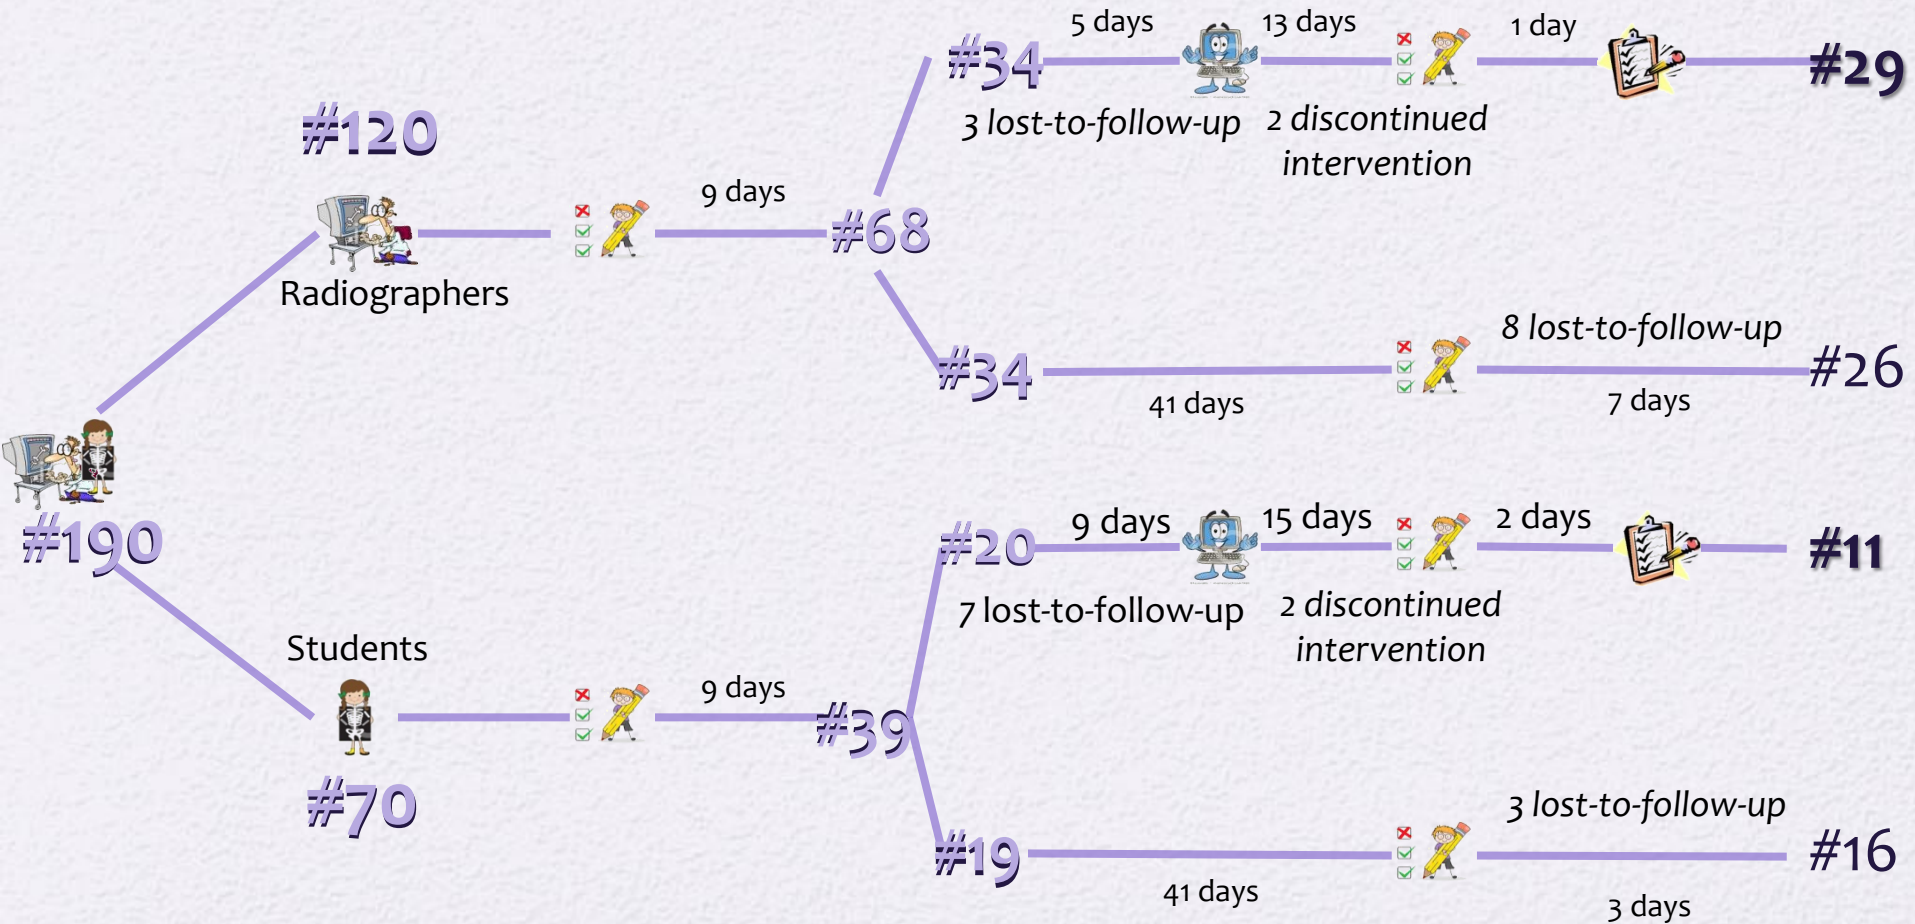 5 days
13 days
1 day
#34
#29
3 lost-to-follow-up
2 discontinued
intervention
#120
9 days
#68
Radiographers
8 lost-to-follow-up
#34
#26
41 days
7 days
#190
9 days
15 days
2 days
#20
#11
7 lost-to-follow-up
2 discontinued
intervention
Students
9 days
#39
#70
3 lost-to-follow-up
#19
#16
41 days
3 days